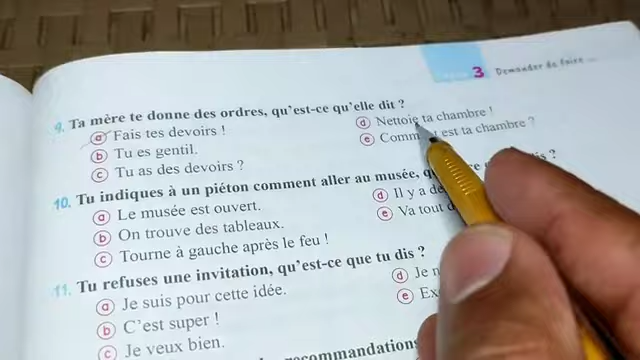 3 Demander de faire ...
9. Ta mère te donne des ordres, qu'est-ce qu'elle dit ?
a Fais tes devoirs !
b Tu es gentil.
c Tu as des devoirs ?
d Nettoie ta chambre !
e Comm t est ta chambre ?
10. Tu indiques à un piéton comment aller au musée, q
a Le musée est ouvert.
b On trouve des tableaux.
c Tourne à gauche après le feu !
d Il y a de
e Va tout d
11. Tu refuses une invitation, qu'est-ce que tu dis ?
a Je suis pour cette idée.
b C'est super !
c Je veux bien.
d Je n
e Ex
recommandations